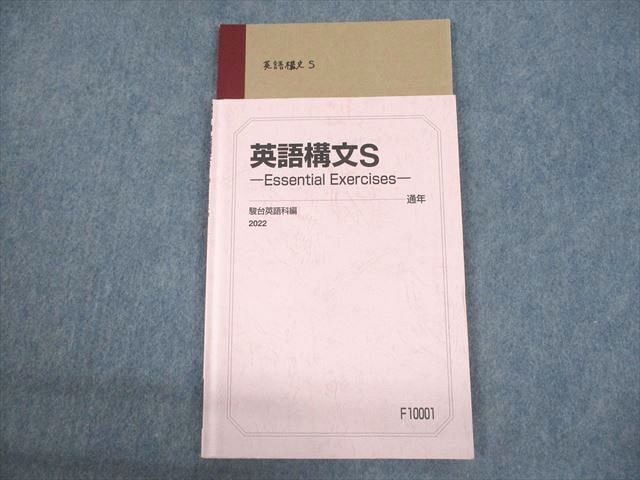 英語構文 S
英語構文S
—Essential Exercises—
通年
駿台英語科編
2022
F10001